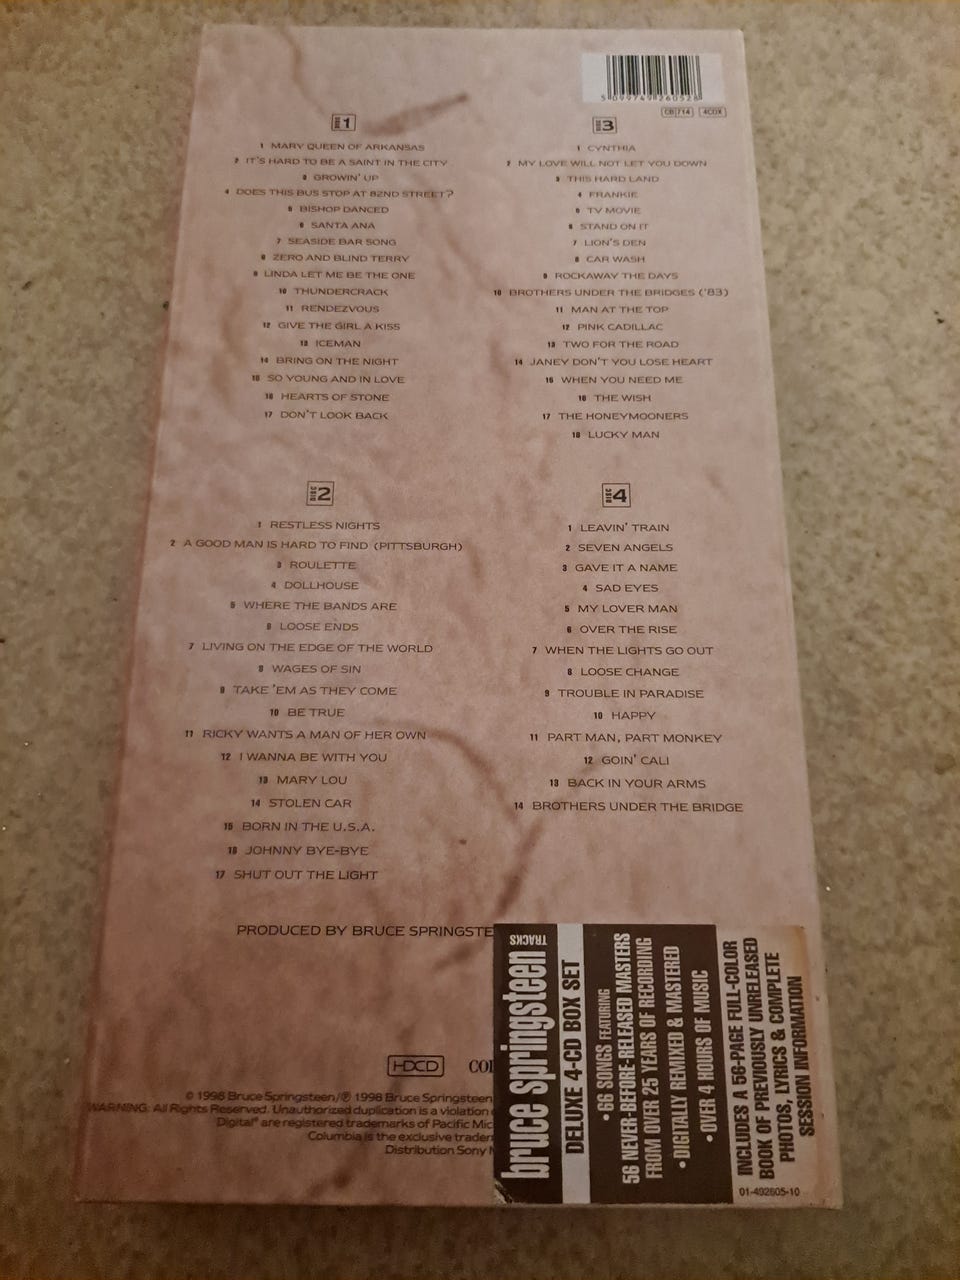 5 099749 260528
CB 714 4CDX
DISC 1
1 MARY QUEEN OF ARKANSAS
2 IT'S HARD TO BE A SAINT IN THE CITY
3 GROWIN' UP
4 DOES THIS BUS STOP AT 82ND STREET?
5 BISHOP DANCED
6 SANTA ANA
7 SEASIDE BAR SONG
8 ZERO AND BLIND TERRY
9 LINDA LET ME BE THE ONE
10 THUNDERCRACK
11 RENDEZVOUS
12 GIVE THE GIRL A KISS
13 ICEMAN
14 BRING ON THE NIGHT
15 SO YOUNG AND IN LOVE
16 HEARTS OF STONE
17 DON'T LOOK BACK
DISC 2
1 RESTLESS NIGHTS
2 A GOOD MAN IS HARD TO FIND (PITTSBURGH)
3 ROULETTE
4 DOLLHOUSE
5 WHERE THE BANDS ARE
6 LOOSE ENDS
7 LIVING ON THE EDGE OF THE WORLD
8 WAGES OF SIN
9 TAKE 'EM AS THEY COME
10 BE TRUE
11 RICKY WANTS A MAN OF HER OWN
12 I WANNA BE WITH YOU
13 MARY LOU
14 STOLEN CAR
15 BORN IN THE U.S.A.
16 JOHNNY BYE-BYE
17 SHUT OUT THE LIGHT
DISC 3
1 CYNTHIA
2 MY LOVE WILL NOT LET YOU DOWN
3 THIS HARD LAND
4 FRANKIE
5 TV MOVIE
6 STAND ON IT
7 LION'S DEN
8 CAR WASH
9 ROCKAWAY THE DAYS
10 BROTHERS UNDER THE BRIDGES ('83)
11 MAN AT THE TOP
12 PINK CADILLAC
13 TWO FOR THE ROAD
14 JANEY DON'T YOU LOSE HEART
15 WHEN YOU NEED ME
16 THE WISH
17 THE HONEYMOONERS
18 LUCKY MAN
DISC 4
1 LEAVIN' TRAIN
2 SEVEN ANGELS
3 GAVE IT A NAME
4 SAD EYES
5 MY LOVER MAN
6 OVER THE RISE
7 WHEN THE LIGHTS GO OUT
8 LOOSE CHANGE
9 TROUBLE IN PARADISE
10 HAPPY
11 PART MAN, PART MONKEY
12 GOIN' CALI
13 BACK IN YOUR ARMS
14 BROTHERS UNDER THE BRIDGE
PRODUCED BY BRUCE SPRINGSTE
HDCD COL
© 1998 Bruce Springsteen/℗ 1998 Bruce Springsteen
WARNING: All Rights Reserved. Unauthorized duplication is a violation
Digital" are registered trademarks of Pacific Mic
Columbia is the exclusive tradem
Distribution Sony M
bruce springsteen TRACKS
DELUXE 4-CD BOX SET
• 66 SONGS FEATURING
56 NEVER-BEFORE-RELEASED MASTERS
FROM OVER 25 YEARS OF RECORDING
• DIGITALLY REMIXED & MASTERED
• OVER 4 HOURS OF MUSIC
INCLUDES A 56-PAGE FULL-COLOR
BOOK OF PREVIOUSLY UNRELEASED
PHOTOS, LYRICS & COMPLETE
SESSION INFORMATION
01-492605-10